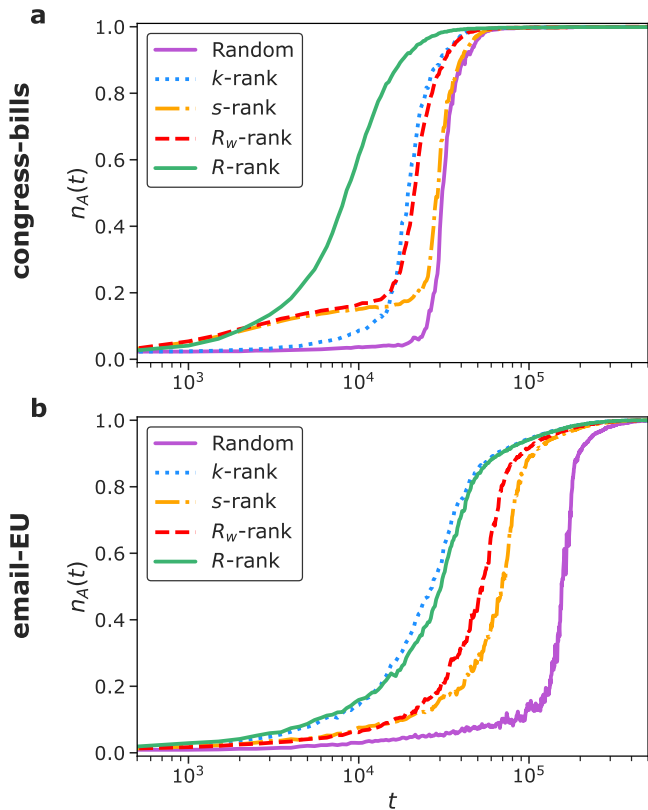 a
congress-bills
n_A(t)
1.0
0.8
0.6
0.4
0.2
0.0
Random
k-rank
s-rank
R_w-rank
R-rank
10^3
10^4
10^5
b
email-EU
n_A(t)
1.0
0.8
0.6
0.4
0.2
0.0
Random
k-rank
s-rank
R_w-rank
R-rank
10^3
10^4
10^5
t